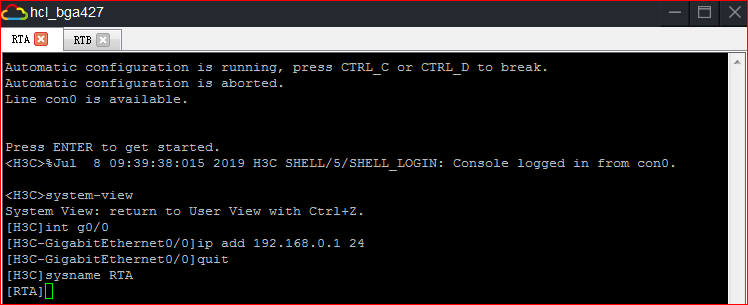 hcl_bga427
RTA RTB
Automatic configuration is running, press CTRL_C or CTRL_D to break.
Automatic configuration is aborted.
Line con0 is available.
Press ENTER to get started.
<H3C>%Jul  8 09:39:38:015 2019 H3C SHELL/5/SHELL_LOGIN: Console logged in from con0.
<H3C>system-view
System View: return to User View with Ctrl+Z.
[H3C]int g0/0
[H3C-GigabitEthernet0/0]ip add 192.168.0.1 24
[H3C-GigabitEthernet0/0]quit
[H3C]sysname RTA
[RTA]